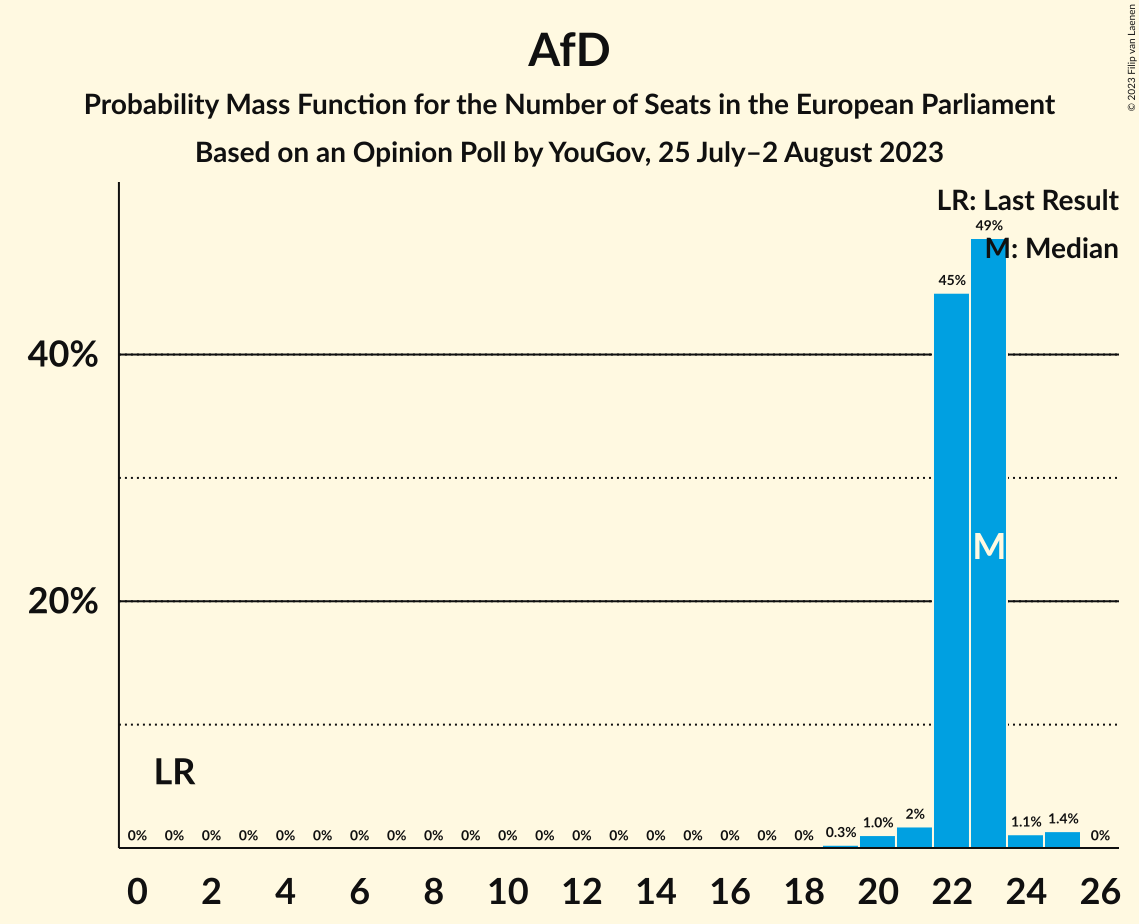 © 2023 Filip van Laenen
AfD
Probability Mass Function for the Number of Seats in the European Parliament
Based on an Opinion Poll by YouGov, 25 July–2 August 2023
LR: Last Result
M: Median
49%
45%
40%
20%
M
LR
0% 0% 0% 0% 0% 0% 0% 0% 0% 0% 0% 0% 0% 0% 0% 0% 0% 0% 0% 0.3% 1.0% 2% 1.1% 1.4% 0%
0 2 4 6 8 10 12 14 16 18 20 22 24 26